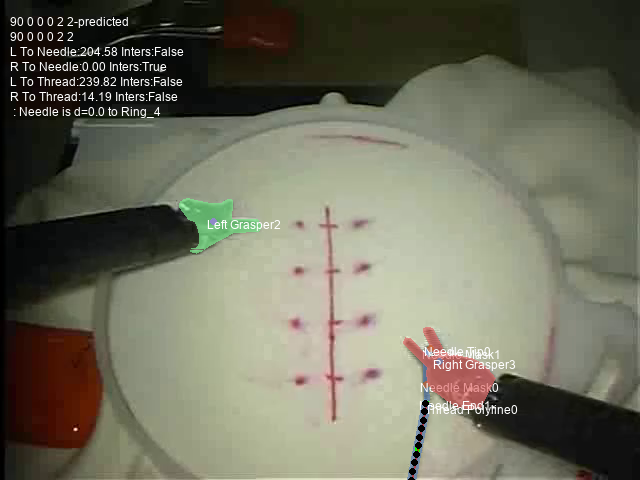 90 0 0 0 2 2-predicted
90 0 0 0 2 2
L To Needle:204.58 Inters:False
R To Needle:0.00 Inters:True
L To Thread:239.82 Inters:False
R To Thread:14.19 Inters:False
: Needle is d=0.0 to Ring_4
Left Grasper2
Needle Tip0
Mask1
Right Grasper3
Needle Mask0
Needle End1
Thread Polyline0